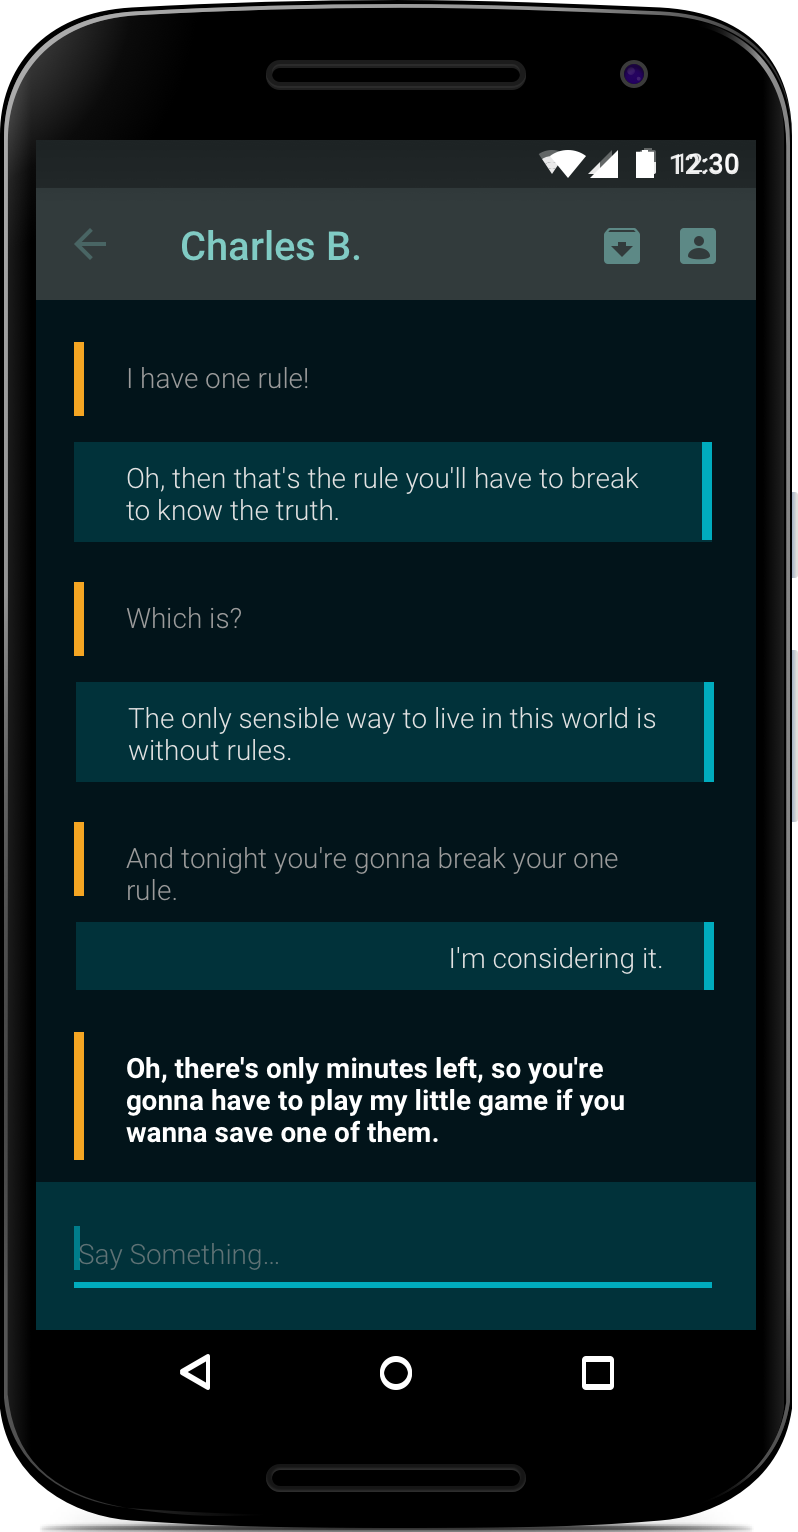 12:30
Charles B.
I have one rule!
Oh, then that's the rule you'll have to break
to know the truth.
Which is?
The only sensible way to live in this world is
without rules.
And tonight you're gonna break your one
rule.
I'm considering it.
Oh, there's only minutes left, so you're
gonna have to play my little game if you
wanna save one of them.
Say Something...